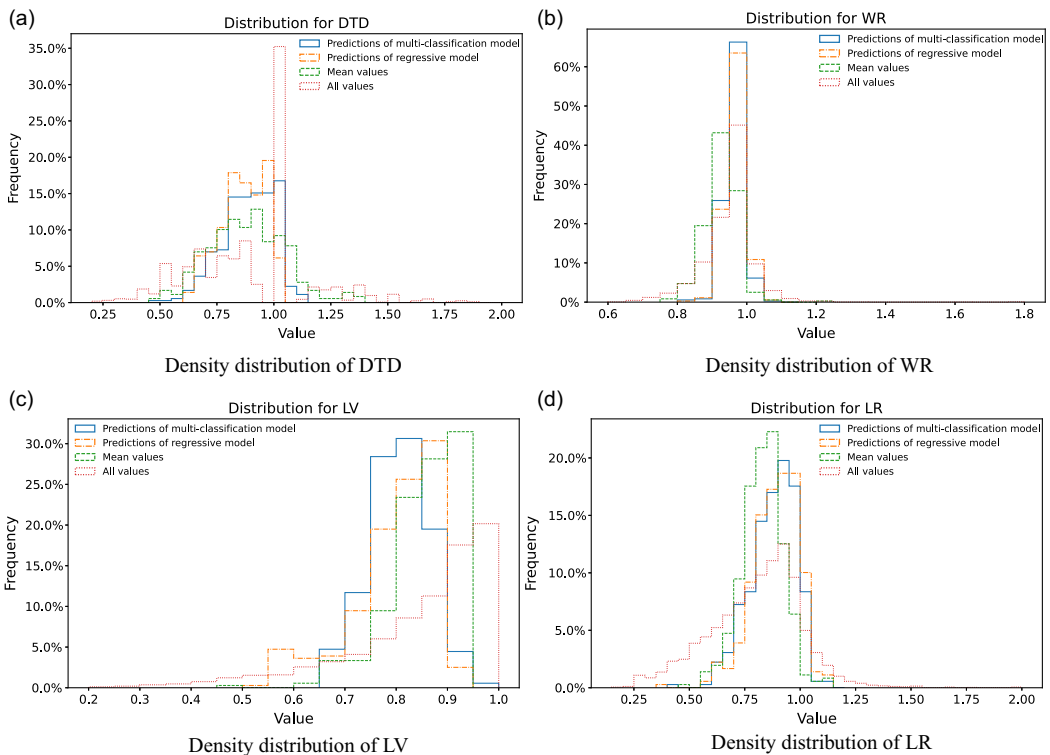 (a)
Distribution for DTD
35.0%
30.0%
25.0%
20.0%
15.0%
10.0%
5.0%
0.0%
Frequency
Predictions of multi-classification model
Predictions of regressive model
Mean values
All values
0.25 0.50 0.75 1.00 1.25 1.50 1.75 2.00
Value
Density distribution of DTD
(b)
Distribution for WR
60%
50%
40%
30%
20%
10%
0%
Frequency
Predictions of multi-classification model
Predictions of regressive model
Mean values
All values
0.6 0.8 1.0 1.2 1.4 1.6 1.8
Value
Density distribution of WR
(c)
Distribution for LV
30.0%
25.0%
20.0%
15.0%
10.0%
5.0%
0.0%
Frequency
Predictions of multi-classification model
Predictions of regressive model
Mean values
All values
0.2 0.3 0.4 0.5 0.6 0.7 0.8 0.9 1.0
Value
Density distribution of LV
(d)
Distribution for LR
20.0%
15.0%
10.0%
5.0%
0.0%
Frequency
Predictions of multi-classification model
Predictions of regressive model
Mean values
All values
0.25 0.50 0.75 1.00 1.25 1.50 1.75 2.00
Value
Density distribution of LR